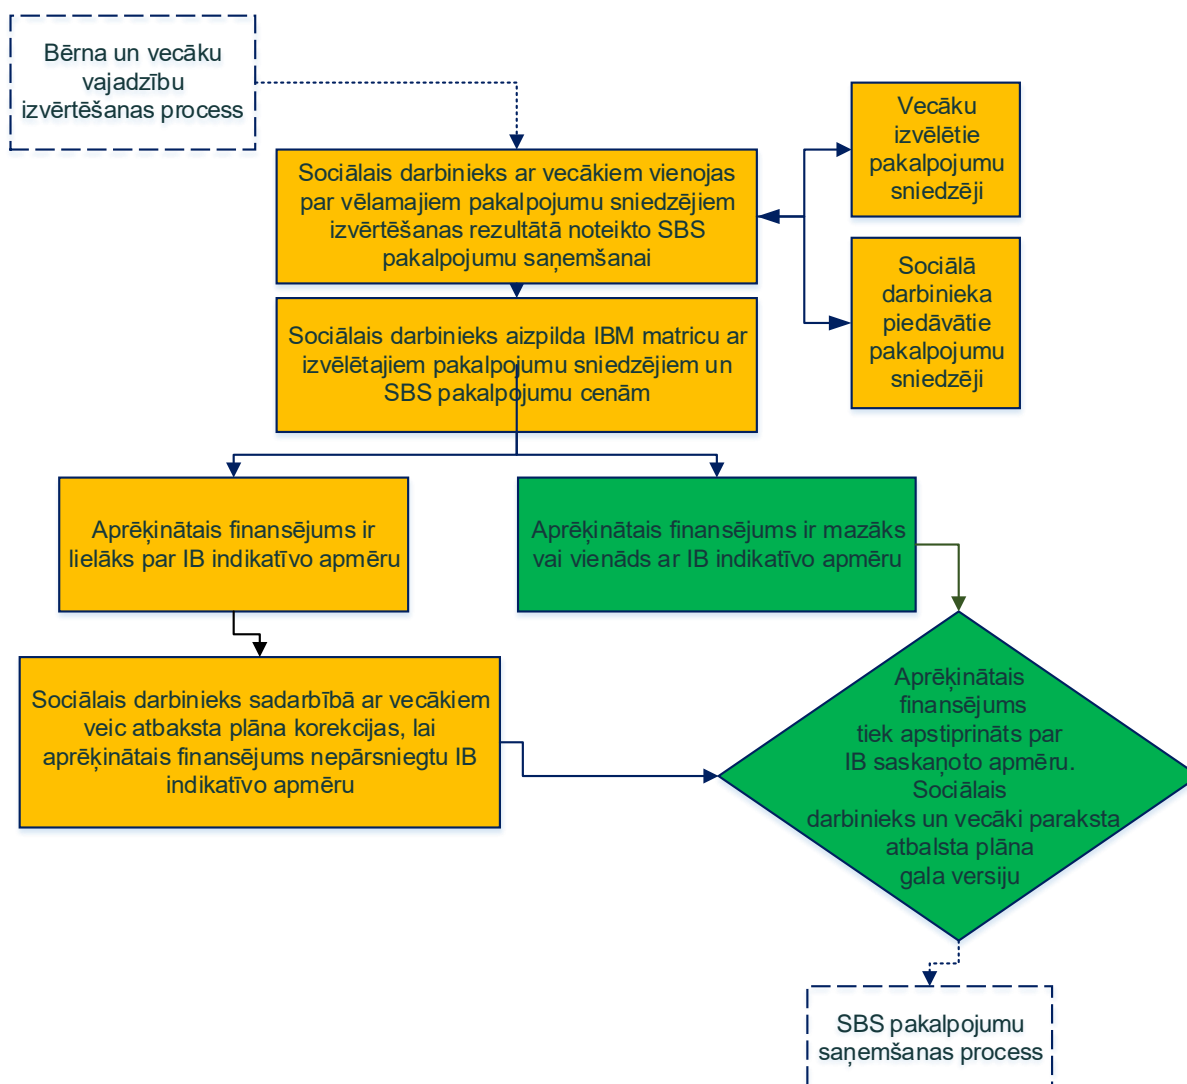 Bērna un vecāku
vajadzību
izvērtēšanas process
Vecāku
izvēlētie
pakalpojumu
sniedzēji
Sociālais darbinieks ar vecākiem vienojas
par vēlamajiem pakalpojumu sniedzējiem
izvērtēšanas rezultātā noteikto SBS
pakalpojumu saņemšanai
Sociālā
darbinieka
piedāvātie
pakalpojumu
sniedzēji
Sociālais darbinieks aizpilda IBM matricu ar
izvēlētajiem pakalpojumu sniedzējiem un
SBS pakalpojumu cenām
Aprēķinātais finansējums ir
lielāks par IB indikatīvo apmēru
Aprēķinātais finansējums ir mazāks
vai vienāds ar IB indikatīvo apmēru
Sociālais darbinieks sadarbībā ar vecākiem
veic atbaksta plāna korekcijas, lai
aprēķinātais finansējums nepārsniegtu IB
indikatīvo apmēru
Aprēķinātais
finansējums
tiek apstiprināts par
IB saskaņoto apmēru.
Sociālais
darbinieks un vecāki paraksta
atbalsta plāna
gala versiju
SBS pakalpojumu
saņemšanas process